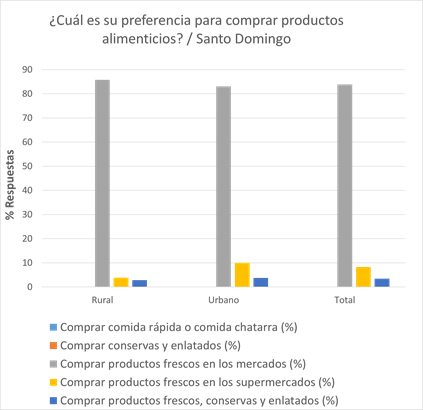 ¿Cuál es su preferencia para comprar productos
alimenticios? / Santo Domingo
90
80
70
60
50
40
30
20
10
0
% Respuestas
Rural
Urbano
Total
Comprar comida rápida o comida chatarra (%)
Comprar conservas y enlatados (%)
Comprar productos frescos en los mercados (%)
Comprar productos frescos en los supermercados (%)
Comprar productos frescos, conservas y enlatados (%)